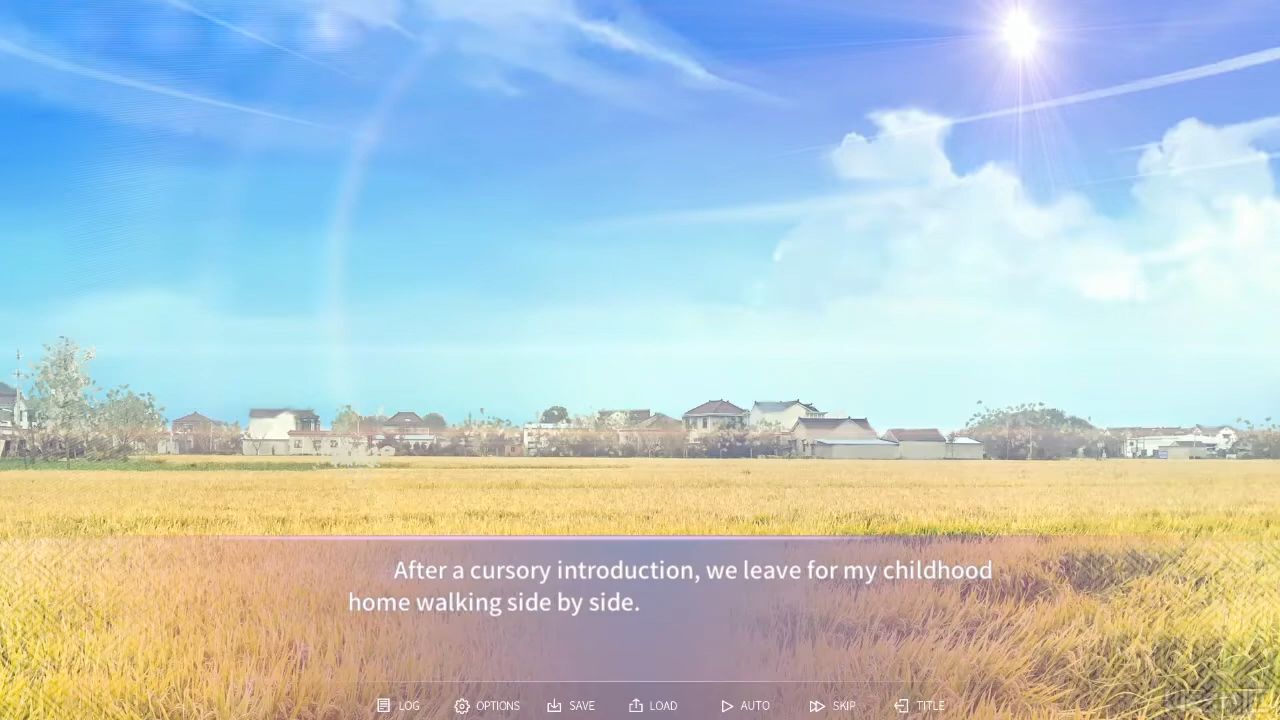 After a cursory introduction, we leave for my childhood
home walking side by side.
LOG OPTIONS SAVE LOAD AUTO SKIP TITLE